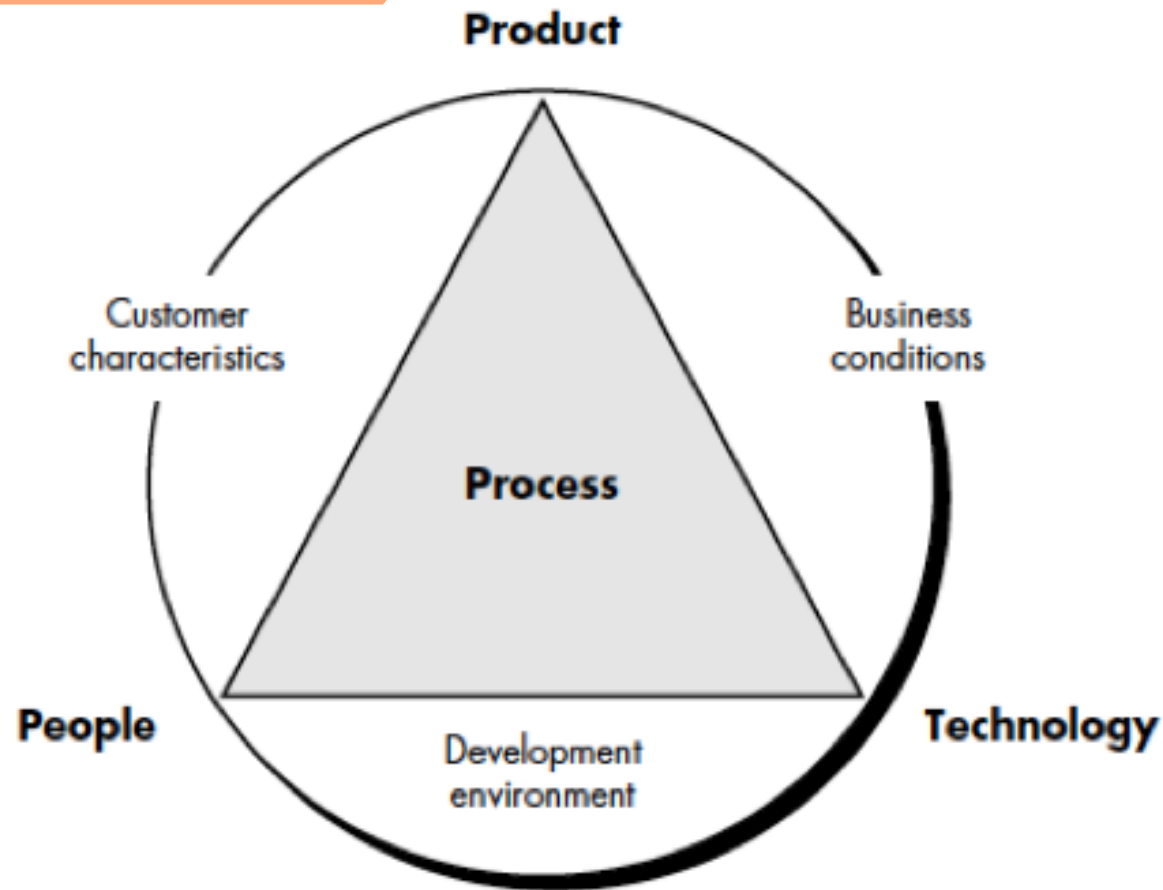 Product
Customer
characteristics
Business
conditions
Process
People
Technology
Development
environment